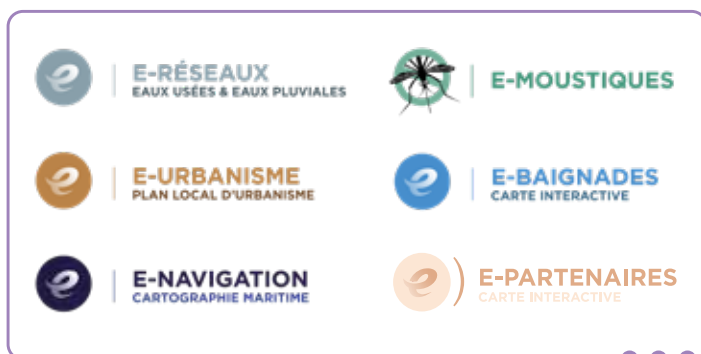 E-RÉSEAUX
EAUX USÉES & EAUX PLUVIALES
E-MOUSTIQUES
E-URBANISME
PLAN LOCAL D'URBANISME
E-BAIGNADES
CARTE INTERACTIVE
E-NAVIGATION
CARTOGRAPHIE MARITIME
E-PARTENAIRES
CARTE INTERACTIVE